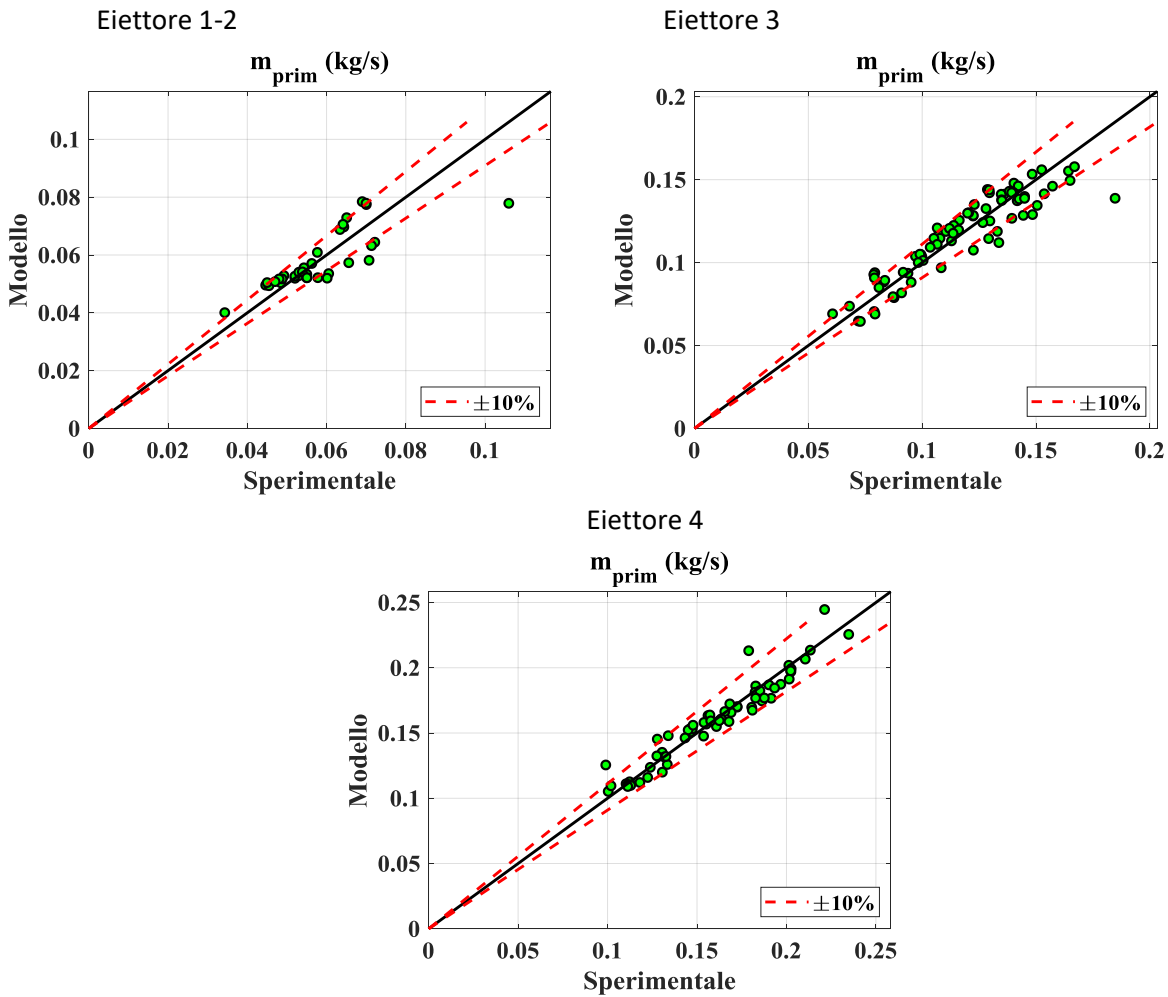 Eiettore 1-2
m_prim (kg/s)
Modello
0.1
0.08
0.06
0.04
0.02
0
0 0.02 0.04 0.06 0.08 0.1
Sperimentale
±10%
Eiettore 3
m_prim (kg/s)
Modello
0.2
0.15
0.1
0.05
0
0 0.05 0.1 0.15 0.2
Sperimentale
±10%
Eiettore 4
m_prim (kg/s)
Modello
0.25
0.2
0.15
0.1
0.05
0
0 0.05 0.1 0.15 0.2 0.25
Sperimentale
±10%